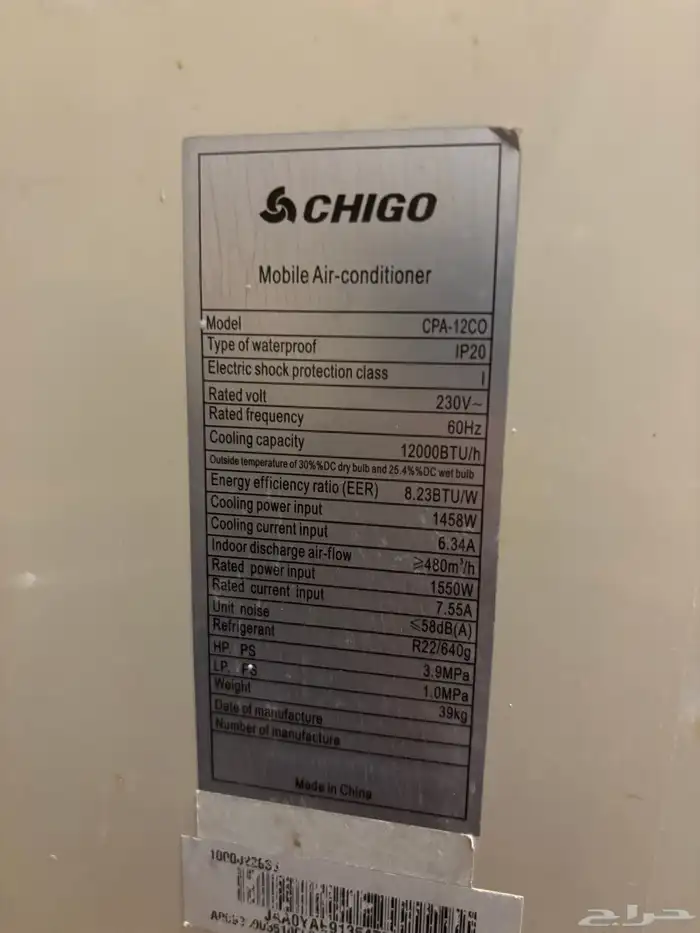 CHIGO
Mobile Air-conditioner
Model CPA-12CO
Type of waterproof IP20
Electric shock protection class I
Rated volt 230V~
Rated frequency 60Hz
Cooling capacity 12000BTU/h
Outside temperature of 30%%DC dry bulb and 25.4%%DC wet bulb
Energy efficiency ratio (EER) 8.23BTU/W
Cooling power input 1458W
Cooling current input 6.34A
Indoor discharge air-flow ≥480m³/h
Rated power input 1550W
Rated current input 7.55A
Unit noise ≤58dB(A)
Refrigerant R22/640g
HP. PS 3.9MPa
LP. PS 1.0MPa
Weight 39kg
Date of manufacture
Number of manufacture
Made in China
حراج